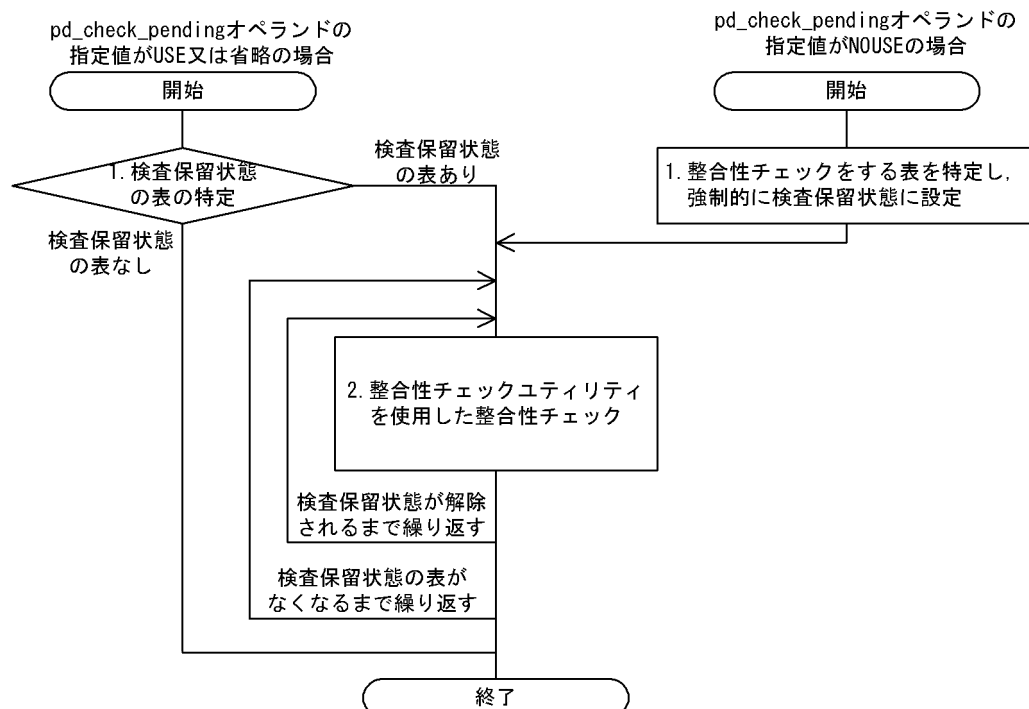 pd_check_pendingオペランドの
指定値がUSE又は省略の場合
開始
1. 検査保留状態
の表の特定
検査保留状態
の表あり
検査保留状態
の表なし
pd_check_pendingオペランドの
指定値がNOUSEの場合
開始
1. 整合性チェックをする表を特定し,
強制的に検査保留状態に設定
2. 整合性チェックユティリティ
を使用した整合性チェック
検査保留状態が解除
されるまで繰り返す
検査保留状態の表が
なくなるまで繰り返す
終了